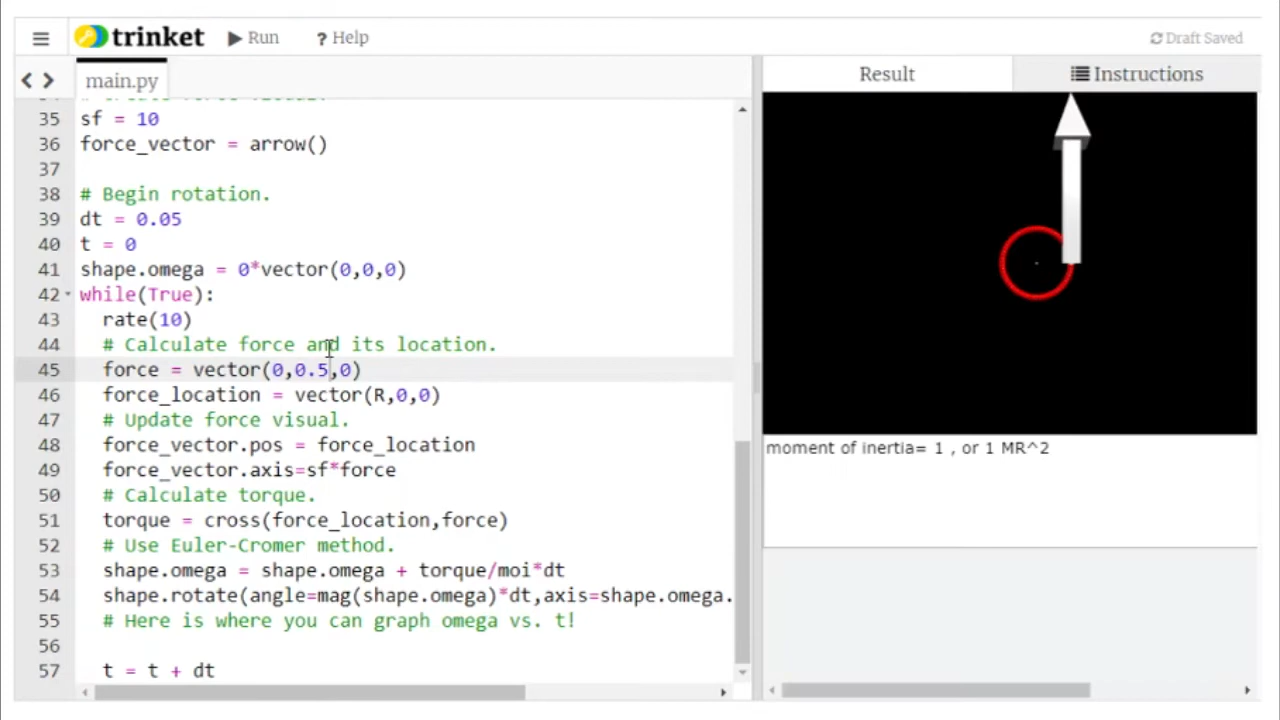 trinket Run ? Help Draft Saved
main.py
Result Instructions
35 sf = 10
36 force_vector = arrow()
37
38 # Begin rotation.
39 dt = 0.05
40 t = 0
41 shape.omega = 0*vector(0,0,0)
42 while(True):
43 rate(10)
44 # Calculate force and its location.
45 force = vector(0,0.5,0)
46 force_location = vector(R,0,0)
47 # Update force visual.
48 force_vector.pos = force_location
49 force_vector.axis=sf*force
50 # Calculate torque.
51 torque = cross(force_location,force)
52 # Use Euler-Cromer method.
53 shape.omega = shape.omega + torque/moi*dt
54 shape.rotate(angle=mag(shape.omega)*dt,axis=shape.omega.
55 # Here is where you can graph omega vs. t!
56
57 t = t + dt
moment of inertia= 1 , or 1 MR^2